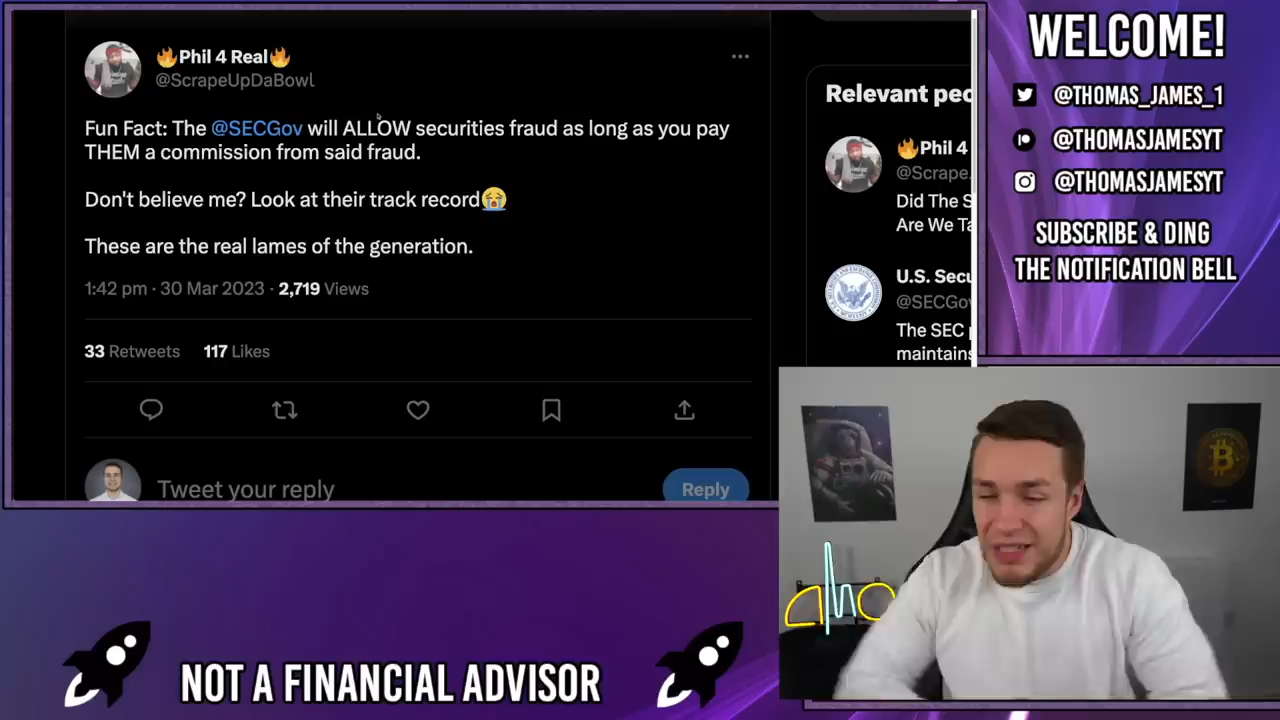 🔥Phil 4 Real🔥
@ScrapeUpDaBowl
Fun Fact: The @SECGov will ALLOW securities fraud as long as you pay
THEM a commission from said fraud.
Don't believe me? Look at their track record😭
These are the real lames of the generation.
1:42 pm · 30 Mar 2023 · 2,719 Views
33 Retweets 117 Likes
Tweet your reply
Reply
Relevant peo
🔥Phil 4
@Scrape
Did The S
Are We Ta
U.S. Secu
@SECGov
The SEC
maintains
WELCOME!
@THOMAS_JAMES_1
@THOMASJAMESYT
@THOMASJAMESYT
SUBSCRIBE & DING
THE NOTIFICATION BELL
NOT A FINANCIAL ADVISOR